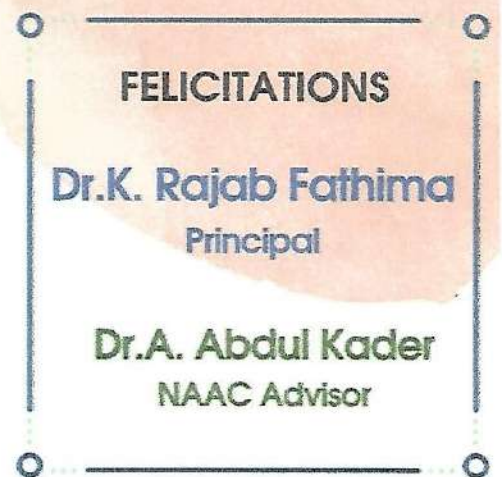 FELICITATIONS
Dr.K. Rajab Fathima
Principal
Dr.A. Abdul Kader
NAAC Advisor